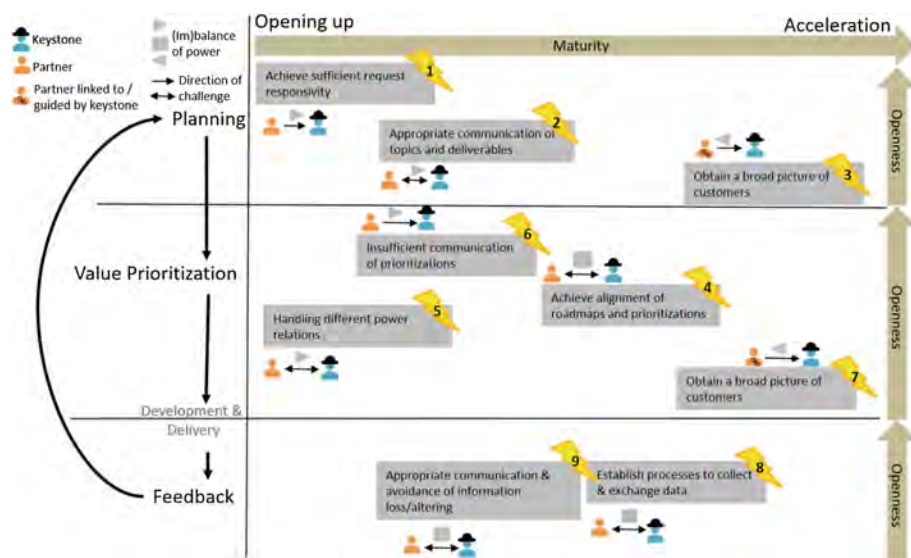 Opening up
Acceleration
Maturity
Keystone
Partner
Partner linked to /
guided by keystone
(Im)balance
of power
Direction of
challenge
Planning
Achieve sufficient request
responsivity
1
Appropriate communication of
topics and deliverables
2
Obtain a broad picture of
customers
3
Openness
Value Prioritization
Insufficient communication
of prioritizations
6
Achieve alignment of
roadmaps and prioritizations
4
Handling different power
relations
5
Obtain a broad picture of
customers
7
Openness
Development &
Delivery
Feedback
Appropriate communication &
avoidance of information
loss/altering
9
Establish processes to collect
& exchange data
8
Openness